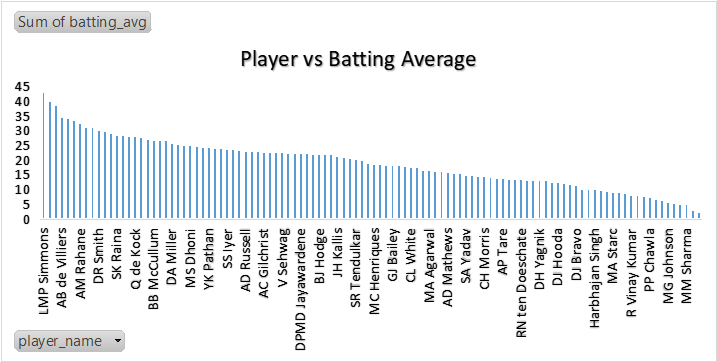 Sum of batting_avg
Player vs Batting Average
45
40
35
30
25
20
15
10
5
0
LMP Simmons
AB de Villiers
AM Rahane
DR Smith
SK Raina
Q de Kock
BB McCullum
DA Miller
MS Dhoni
YK Pathan
SS Iyer
AD Russell
AC Gilchrist
V Sehwag
DPMD Jayawardene
BJ Hodge
JH Kallis
SR Tendulkar
MC Henriques
GJ Bailey
CL White
MA Agarwal
AD Mathews
SA Yadav
CH Morris
AP Tare
RN ten Doeschate
DH Yagnik
DJ Hooda
DJ Bravo
Harbhajan Singh
MA Starc
R Vinay Kumar
PP Chawla
MG Johnson
MM Sharma
player_name